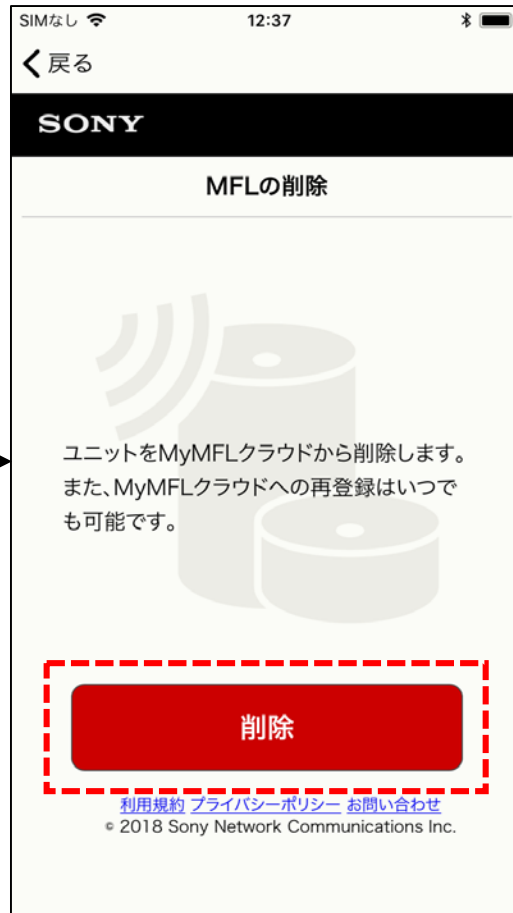 SIMなし 12:37
戻る
SONY
MFLの削除
ユニットをMyMFLクラウドから削除します。
また、MyMFLクラウドへの再登録はいつで
も可能です。
削除
利用規約 プライバシーポリシー お問い合わせ
© 2018 Sony Network Communications Inc.